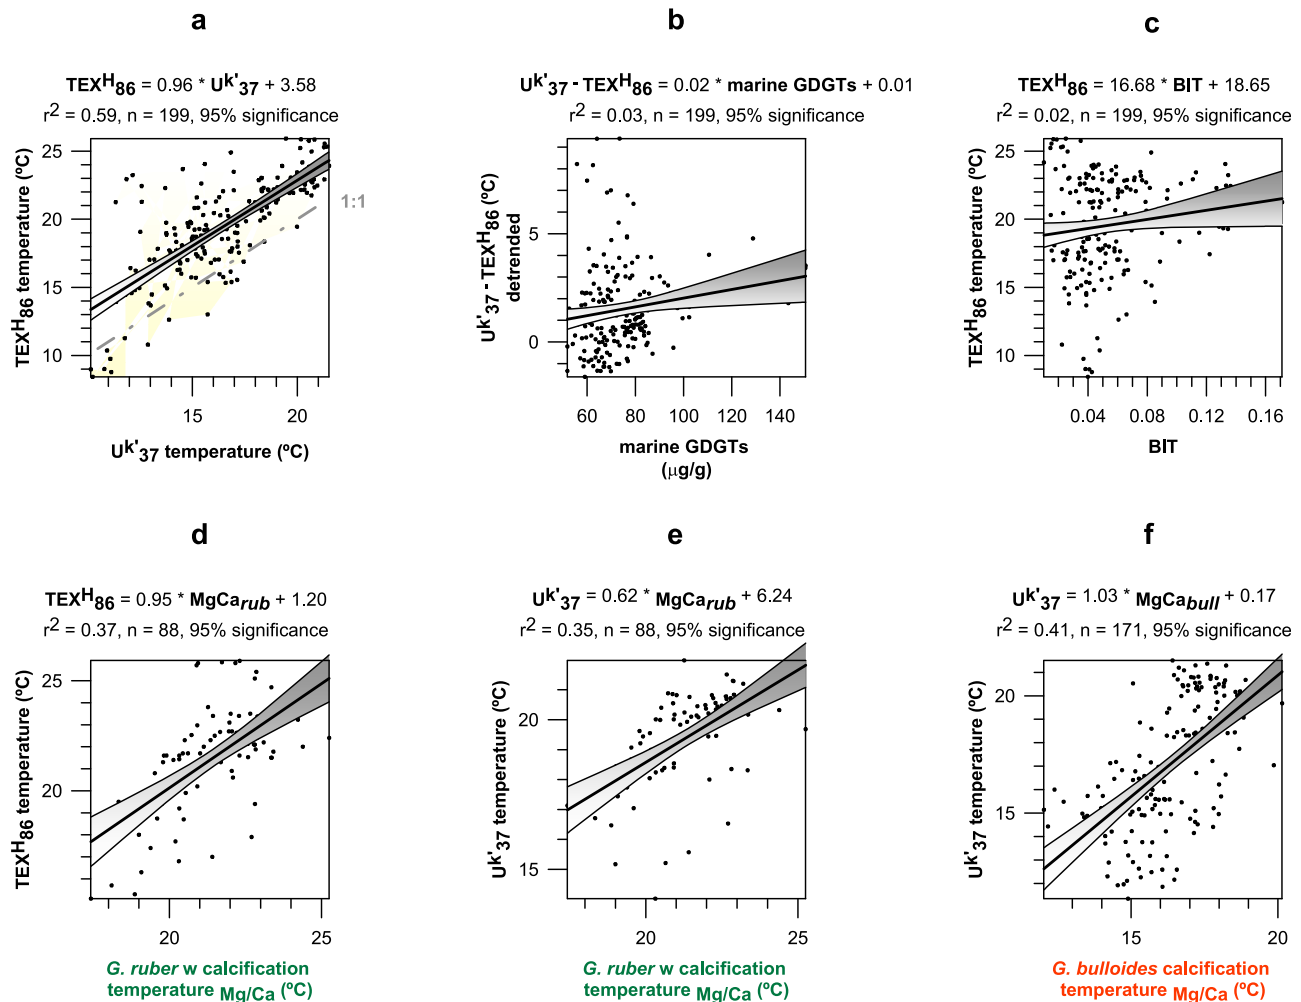 a
TEXH86 = 0.96 * Uk'37 + 3.58
r2 = 0.59, n = 199, 95% significance
TEXH86 temperature (ºC)
25
20
15
10
1:1
15
20
Uk'37 temperature (ºC)
b
Uk'37 - TEXH86 = 0.02 * marine GDGTs + 0.01
r2 = 0.03, n = 199, 95% significance
Uk'37 - TEXH86 (ºC)
detrended
5
0
60
80
100
120
140
marine GDGTs
(μg/g)
c
TEXH86 = 16.68 * BIT + 18.65
r2 = 0.02, n = 199, 95% significance
TEXH86 temperature (ºC)
25
20
15
10
0.04
0.08
0.12
0.16
BIT
d
TEXH86 = 0.95 * MgCarub + 1.20
r2 = 0.37, n = 88, 95% significance
TEXH86 temperature (ºC)
25
20
20
25
G. ruber w calcification
temperature Mg/Ca (ºC)
e
Uk'37 = 0.62 * MgCarub + 6.24
r2 = 0.35, n = 88, 95% significance
Uk'37 temperature (ºC)
20
15
20
25
G. ruber w calcification
temperature Mg/Ca (ºC)
f
Uk'37 = 1.03 * MgCabull + 0.17
r2 = 0.41, n = 171, 95% significance
Uk'37 temperature (ºC)
20
15
15
20
G. bulloides calcification
temperature Mg/Ca (ºC)